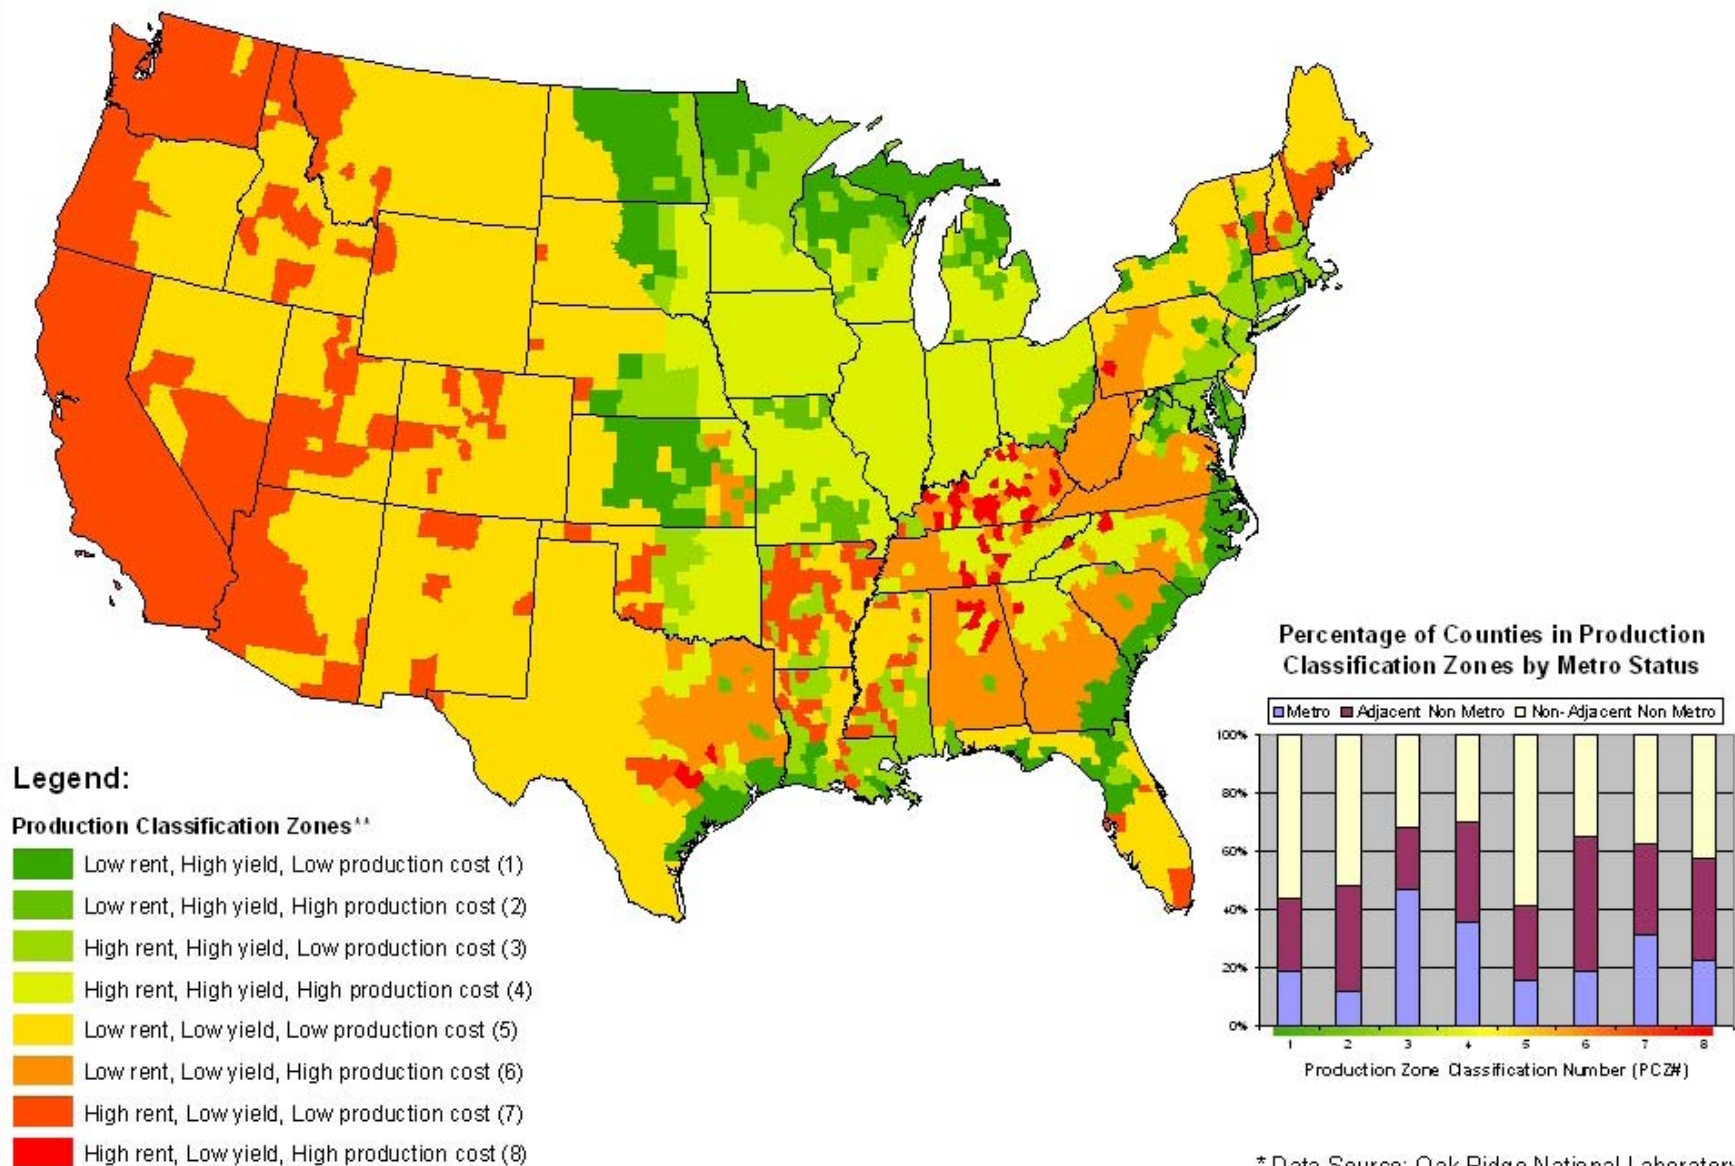 Percentage of Counties in Production
Classification Zones by Metro Status
Metro Adjacent Non Metro Non-Adjacent Non Metro
100%
80%
60%
40%
20%
0%
1 2 3 4 5 6 7 8
Production Zone Classification Number (PCZ#)
Legend:
Production Classification Zones**
Low rent, High yield, Low production cost (1)
Low rent, High yield, High production cost (2)
High rent, High yield, Low production cost (3)
High rent, High yield, High production cost (4)
Low rent, Low yield, Low production cost (5)
Low rent, Low yield, High production cost (6)
High rent, Low yield, Low production cost (7)
High rent, Low yield, High production cost (8)
* Data Source: Oak Ridge National Laboratory